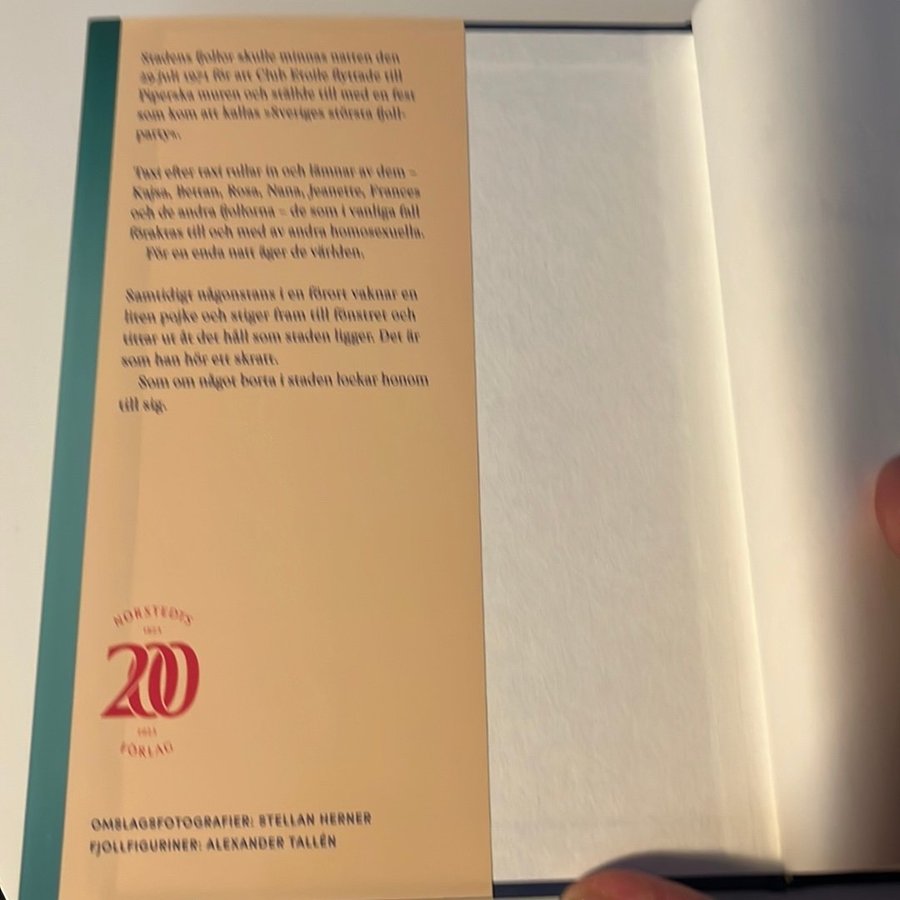 Stadens fjollor skulle minnas natten den
29 juli 1971 för att Club Etoile flyttade till
Piperska muren och ställde till med en fest
som kom att kallas »Sveriges största fjoll-
party».
Taxi efter taxi rullar in och lämnar av dem –
Kajsa, Bettan, Rosa, Nana, Jeanette, Frances
och de andra fjollorna – de som i vanliga fall
föraktas till och med av andra homosexuella.
För en enda natt äger de världen.
Samtidigt någonstans i en förort vaknar en
liten pojke och stiger fram till fönstret och
tittar ut åt det håll som staden ligger. Det är
som han hör ett skratt.
Som om något borta i staden lockar honom
till sig.
NORSTEDTS
1823
200
2023
FÖRLAG
OMSLAGSFOTOGRAFIER: STELLAN HERNER
FJOLLFIGURINER: ALEXANDER TALLÉN